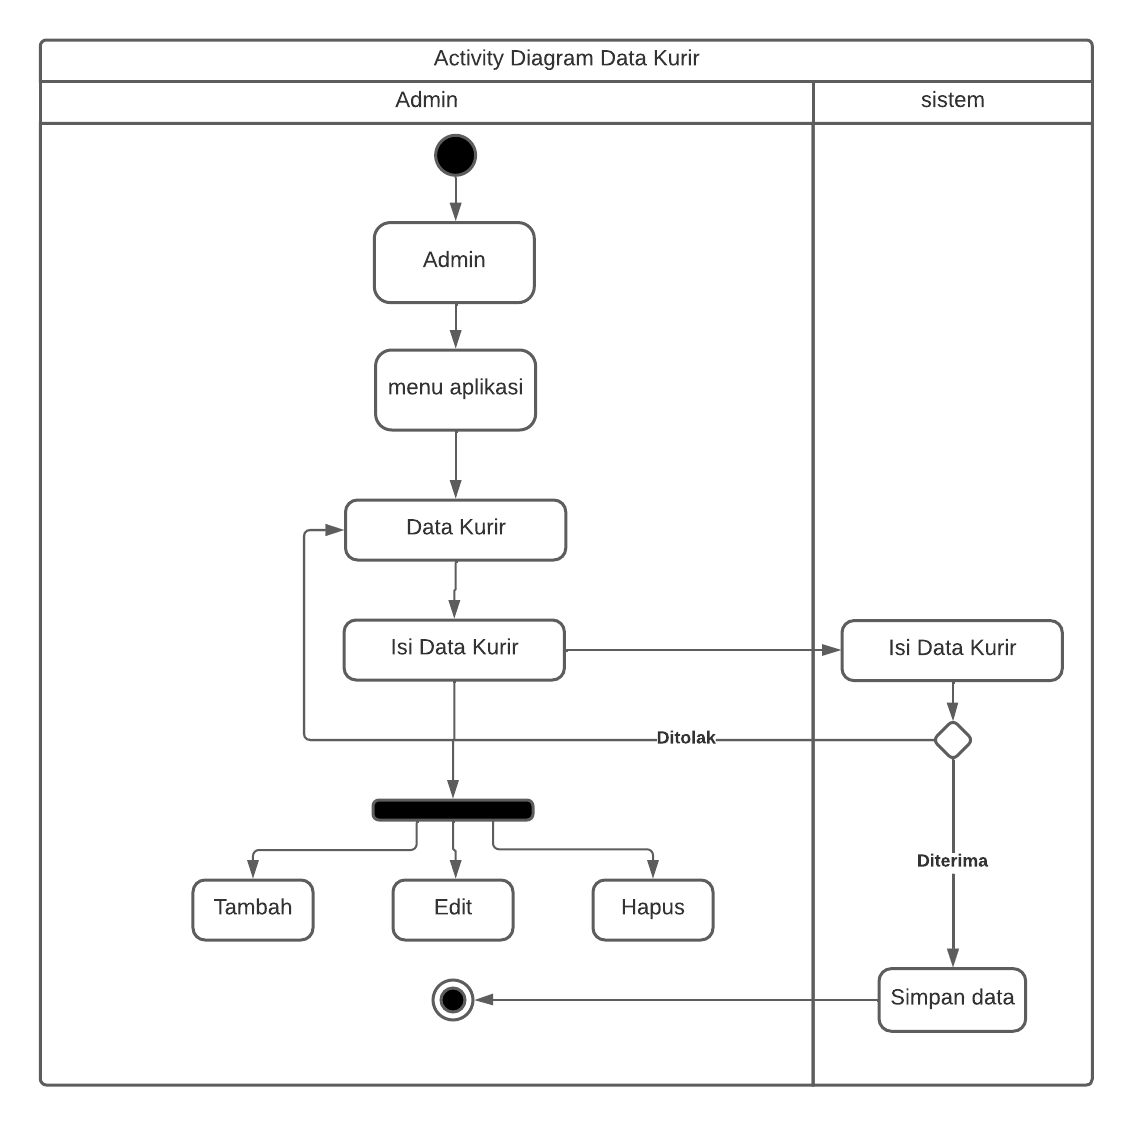 Activity Diagram Data Kurir
Admin
sistem
Admin
menu aplikasi
Data Kurir
Isi Data Kurir
Isi Data Kurir
Ditolak
Diterima
Tambah
Edit
Hapus
Simpan data